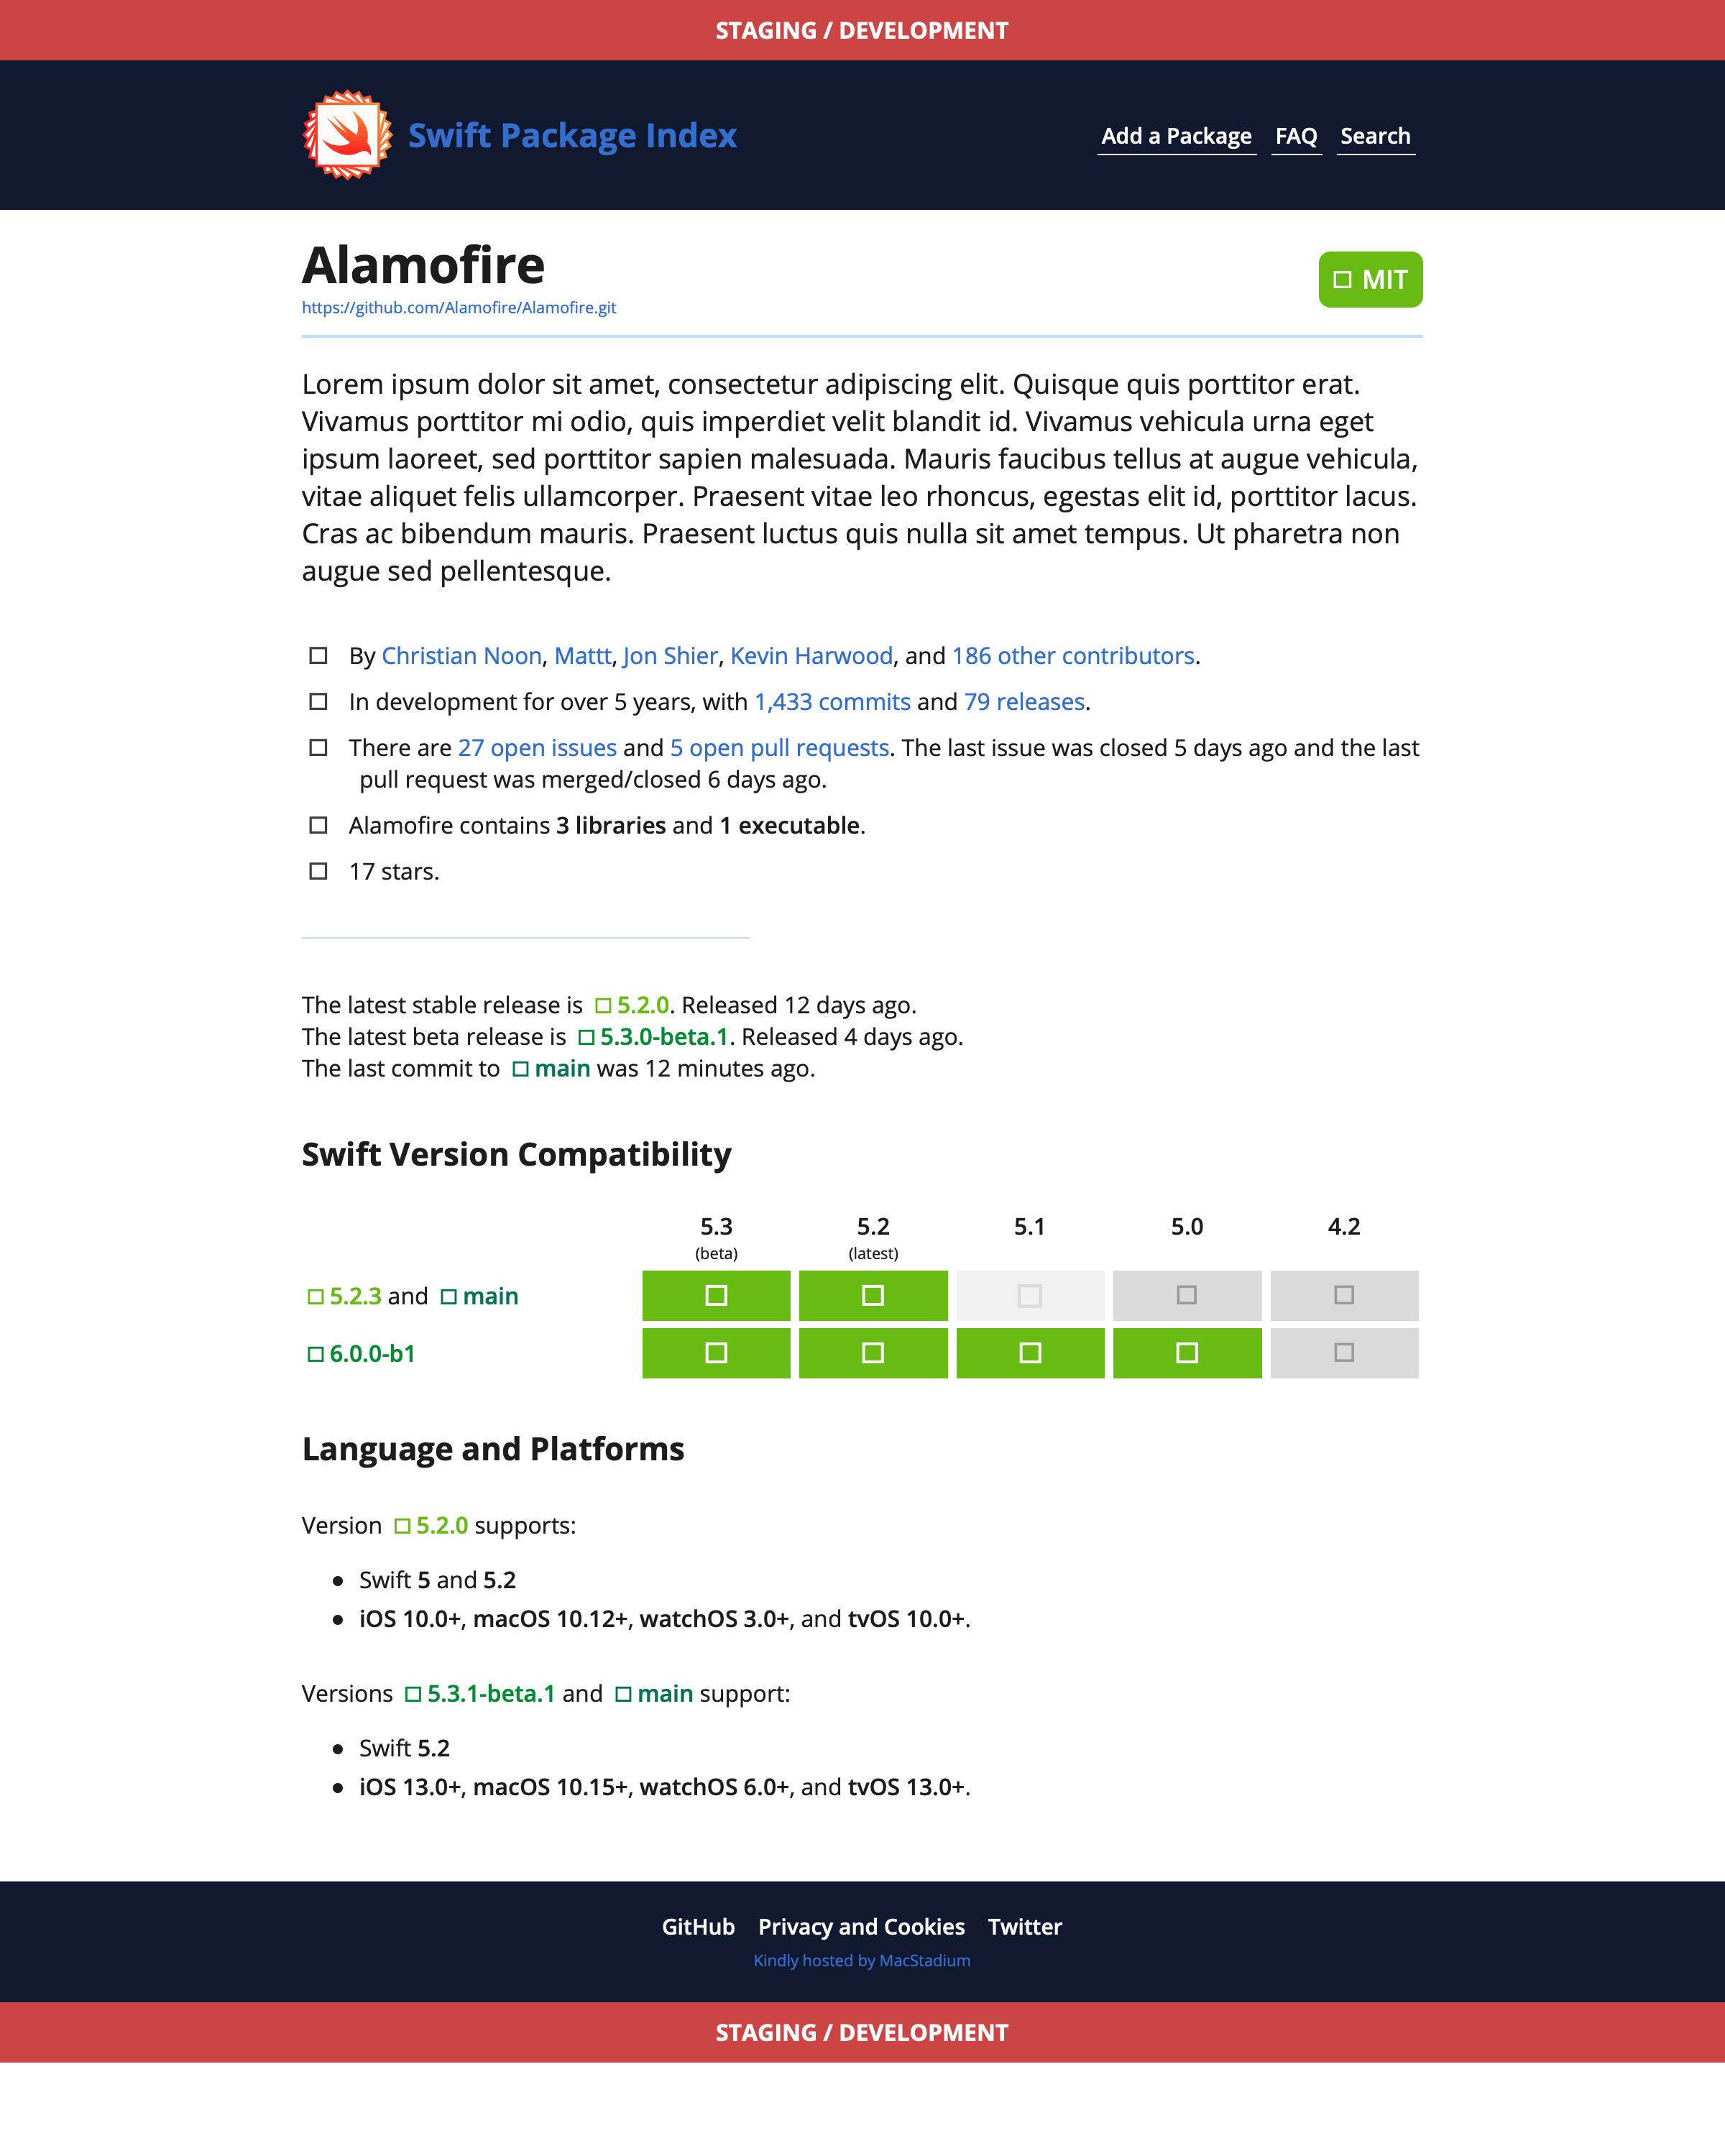 STAGING / DEVELOPMENT
Swift Package Index
Add a Package FAQ Search
Alamofire
MIT
https://github.com/Alamofire/Alamofire.git
Lorem ipsum dolor sit amet, consectetur adipiscing elit. Quisque quis porttitor erat.
Vivamus porttitor mi odio, quis imperdiet velit blandit id. Vivamus vehicula urna eget
ipsum laoreet, sed porttitor sapien malesuada. Mauris faucibus tellus at augue vehicula,
vitae aliquet felis ullamcorper. Praesent vitae leo rhoncus, egestas elit id, porttitor lacus.
Cras ac bibendum mauris. Praesent luctus quis nulla sit amet tempus. Ut pharetra non
augue sed pellentesque.
By Christian Noon, Mattt, Jon Shier, Kevin Harwood, and 186 other contributors.
In development for over 5 years, with 1,433 commits and 79 releases.
There are 27 open issues and 5 open pull requests. The last issue was closed 5 days ago and the last
pull request was merged/closed 6 days ago.
Alamofire contains 3 libraries and 1 executable.
17 stars.
The latest stable release is 5.2.0. Released 12 days ago.
The latest beta release is 5.3.0-beta.1. Released 4 days ago.
The last commit to main was 12 minutes ago.
Swift Version Compatibility
5.3 5.2 5.1 5.0 4.2
(beta) (latest)
5.2.3 and main
6.0.0-b1
Language and Platforms
Version 5.2.0 supports:
Swift 5 and 5.2
iOS 10.0+, macOS 10.12+, watchOS 3.0+, and tvOS 10.0+.
Versions 5.3.1-beta.1 and main support:
Swift 5.2
iOS 13.0+, macOS 10.15+, watchOS 6.0+, and tvOS 13.0+.
GitHub Privacy and Cookies Twitter
Kindly hosted by MacStadium
STAGING / DEVELOPMENT